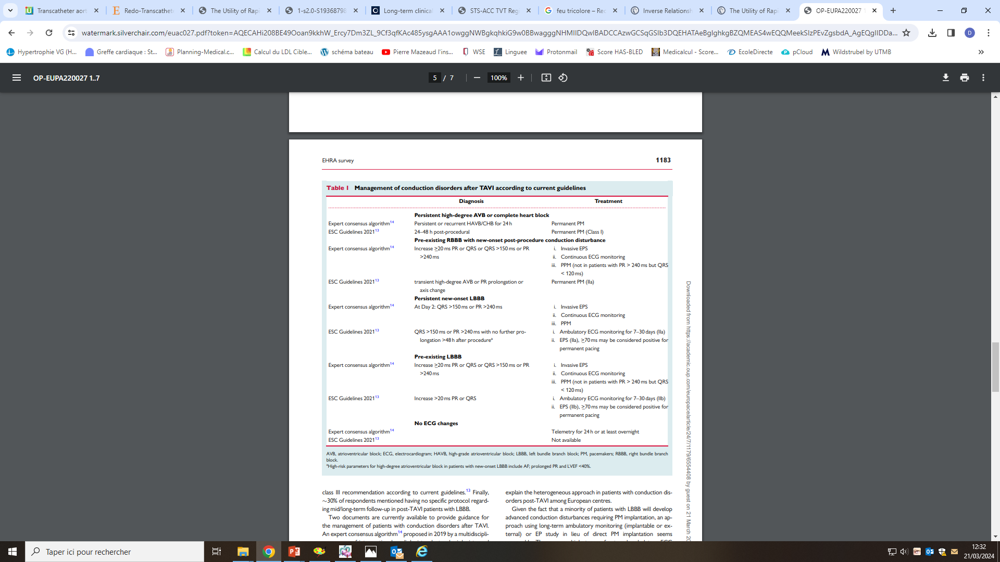 Transcatheter aort
Redo-Transcathete
The Utility of Rapi
1-s2.0-S19368798
Long-term clinical
STS-ACC TVT Regi
feu tricolore – Rec
Inverse Relationsh
The Utility of Rapi
OP-EUPA220027
Hypertrophie VG (H...
Greffe cardiaque : St...
Planning-Medical.c...
Calcul du LDL Cible...
schéma bateau
Pierre Mazeaud l'ins...
WSE
Linguee
Protonmail
Score HAS-BLED
Medicalcul - Score...
EcoleDirecte
pCloud
Wildstrubel by UTMB
OP-EUPA220027 1..7
5 / 7
100%
EHRA survey
1183
Table 1 Management of conduction disorders after TAVI according to current guidelines
Diagnosis Treatment
Persistent high-degree AVB or complete heart block
Expert consensus algorithm14 Persistent or recurrent HAVB/CHB for 24 h Permanent PM
ESC Guidelines 202113 24–48 h post-procedural Permanent PM (Class I)
Pre-existing RBBB with new-onset post-procedure conduction disturbance
Expert consensus algorithm14 Increase ≥20 ms PR or QRS or QRS >150 ms or PR i. Invasive EPS
>240 ms ii. Continuous ECG monitoring
iii. PPM (not in patients with PR > 240 ms but QRS
< 120 ms)
ESC Guidelines 202113 transient high-degree AVB or PR prolongation or Permanent PM (IIa)
axis change
Persistent new-onset LBBB
Expert consensus algorithm14 At Day 2: QRS >150 ms or PR >240 ms i. Invasive EPS
ii. Continuous ECG monitoring
iii. PPM
ESC Guidelines 202113 QRS >150 ms or PR >240 ms with no further pro- i. Ambulatory ECG monitoring for 7–30 days (IIa)
longation >48 h after procedureª ii. EPS (IIa), ≥70 ms may be considered positive for
permanent pacing
Pre-existing LBBB
Expert consensus algorithm14 Increase ≥20 ms PR or QRS or QRS >150 ms or PR i. Invasive EPS
>240 ms ii. Continuous ECG monitoring
iii. PPM (not in patients with PR > 240 ms but QRS
< 120 ms)
ESC Guidelines 202113 Increase >20 ms PR or QRS i. Ambulatory ECG monitoring for 7–30 days (IIb)
ii. EPS (IIb), ≥70 ms may be considered positive for
permanent pacing
No ECG changes
Expert consensus algorithm14 Telemetry for 24 h or at least overnight
ESC Guidelines 202113 Not available
AVB, atrioventricular block; ECG, electrocardiogram; HAVB, high-grade atrioventricular block; LBBB, left bundle branch block; PM, pacemakers; RBBB, right bundle branch
block.
ªHigh-risk parameters for high-degree atrioventricular block in patients with new-onset LBBB include AF; prolonged PR and LVEF <40%.
class III recommendation according to current guidelines.13 Finally,
~30% of respondents mentioned having no specific protocol regard-
ing mid/long-term follow-up in post-TAVI patients with LBBB.
Two documents are currently available to provide guidance for
the management of patients with conduction disorders after TAVI.
An expert consensus algorithm14 proposed in 2019 by a multidiscipli-
explain the heterogeneous approach in patients with conduction dis-
orders post-TAVI among European centres.
Given the fact that a minority of patients with LBBB will develop
advanced conduction disturbances requiring PM implantation, an ap-
proach using long-term ambulatory monitoring (implantable or ex-
ternal) or EP study in lieu of direct PM implantation seems
Downloaded from https://academic.oup.com/europace/article/24/7/1179/6554408 by guest on 21 March 20
Taper ici pour rechercher
12:32
21/03/2024